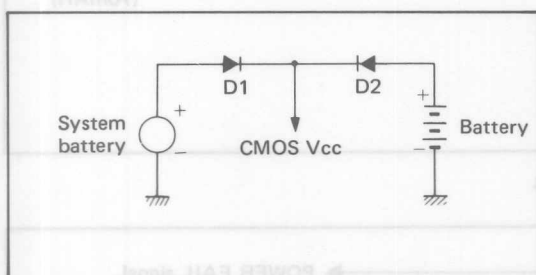 D1
D2
+
System
battery
−
CMOS Vcc
+
Battery
−